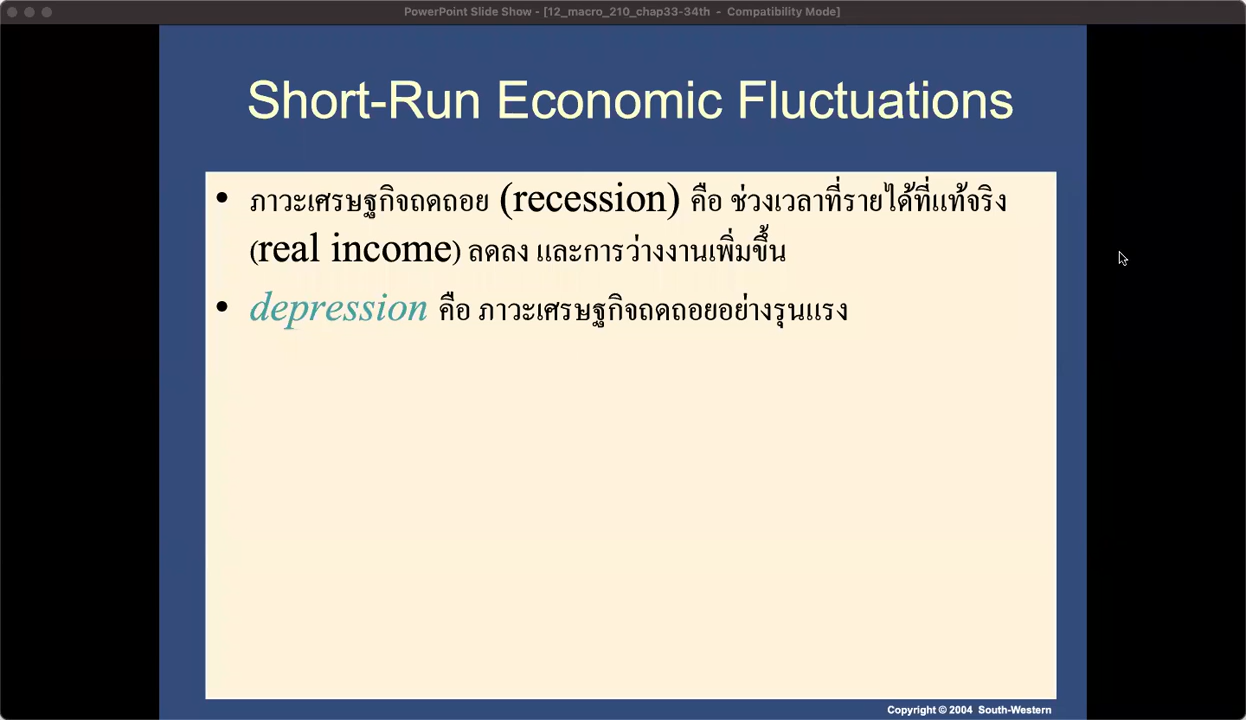 PowerPoint Slide Show - [12_macro_210_chap33-34th - Compatibility Mode]
Short-Run Economic Fluctuations
• ภาวะเศรษฐกิจถดถอย (recession) คือ ช่วงเวลาที่รายได้ที่แท้จริง
(real income) ลดลง และการว่างงานเพิ่มขึ้น
• depression คือ ภาวะเศรษฐกิจถดถอยอย่างรุนแรง
Copyright © 2004 South-Western